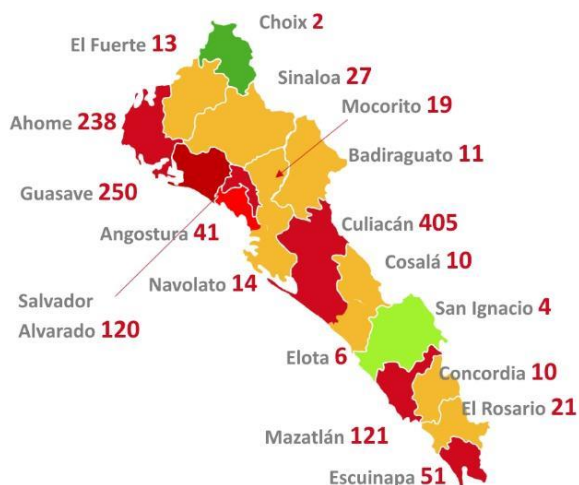 Choix 2
El Fuerte 13
Sinaloa 27
Mocorito 19
Ahome 238
Badiraguato 11
Guasave 250
Culiacán 405
Angostura 41
Cosalá 10
Navolato 14
Salvador
Alvarado 120
San Ignacio 4
Elota 6
Concordia 10
El Rosario 21
Mazatlán 121
Escuinapa 51